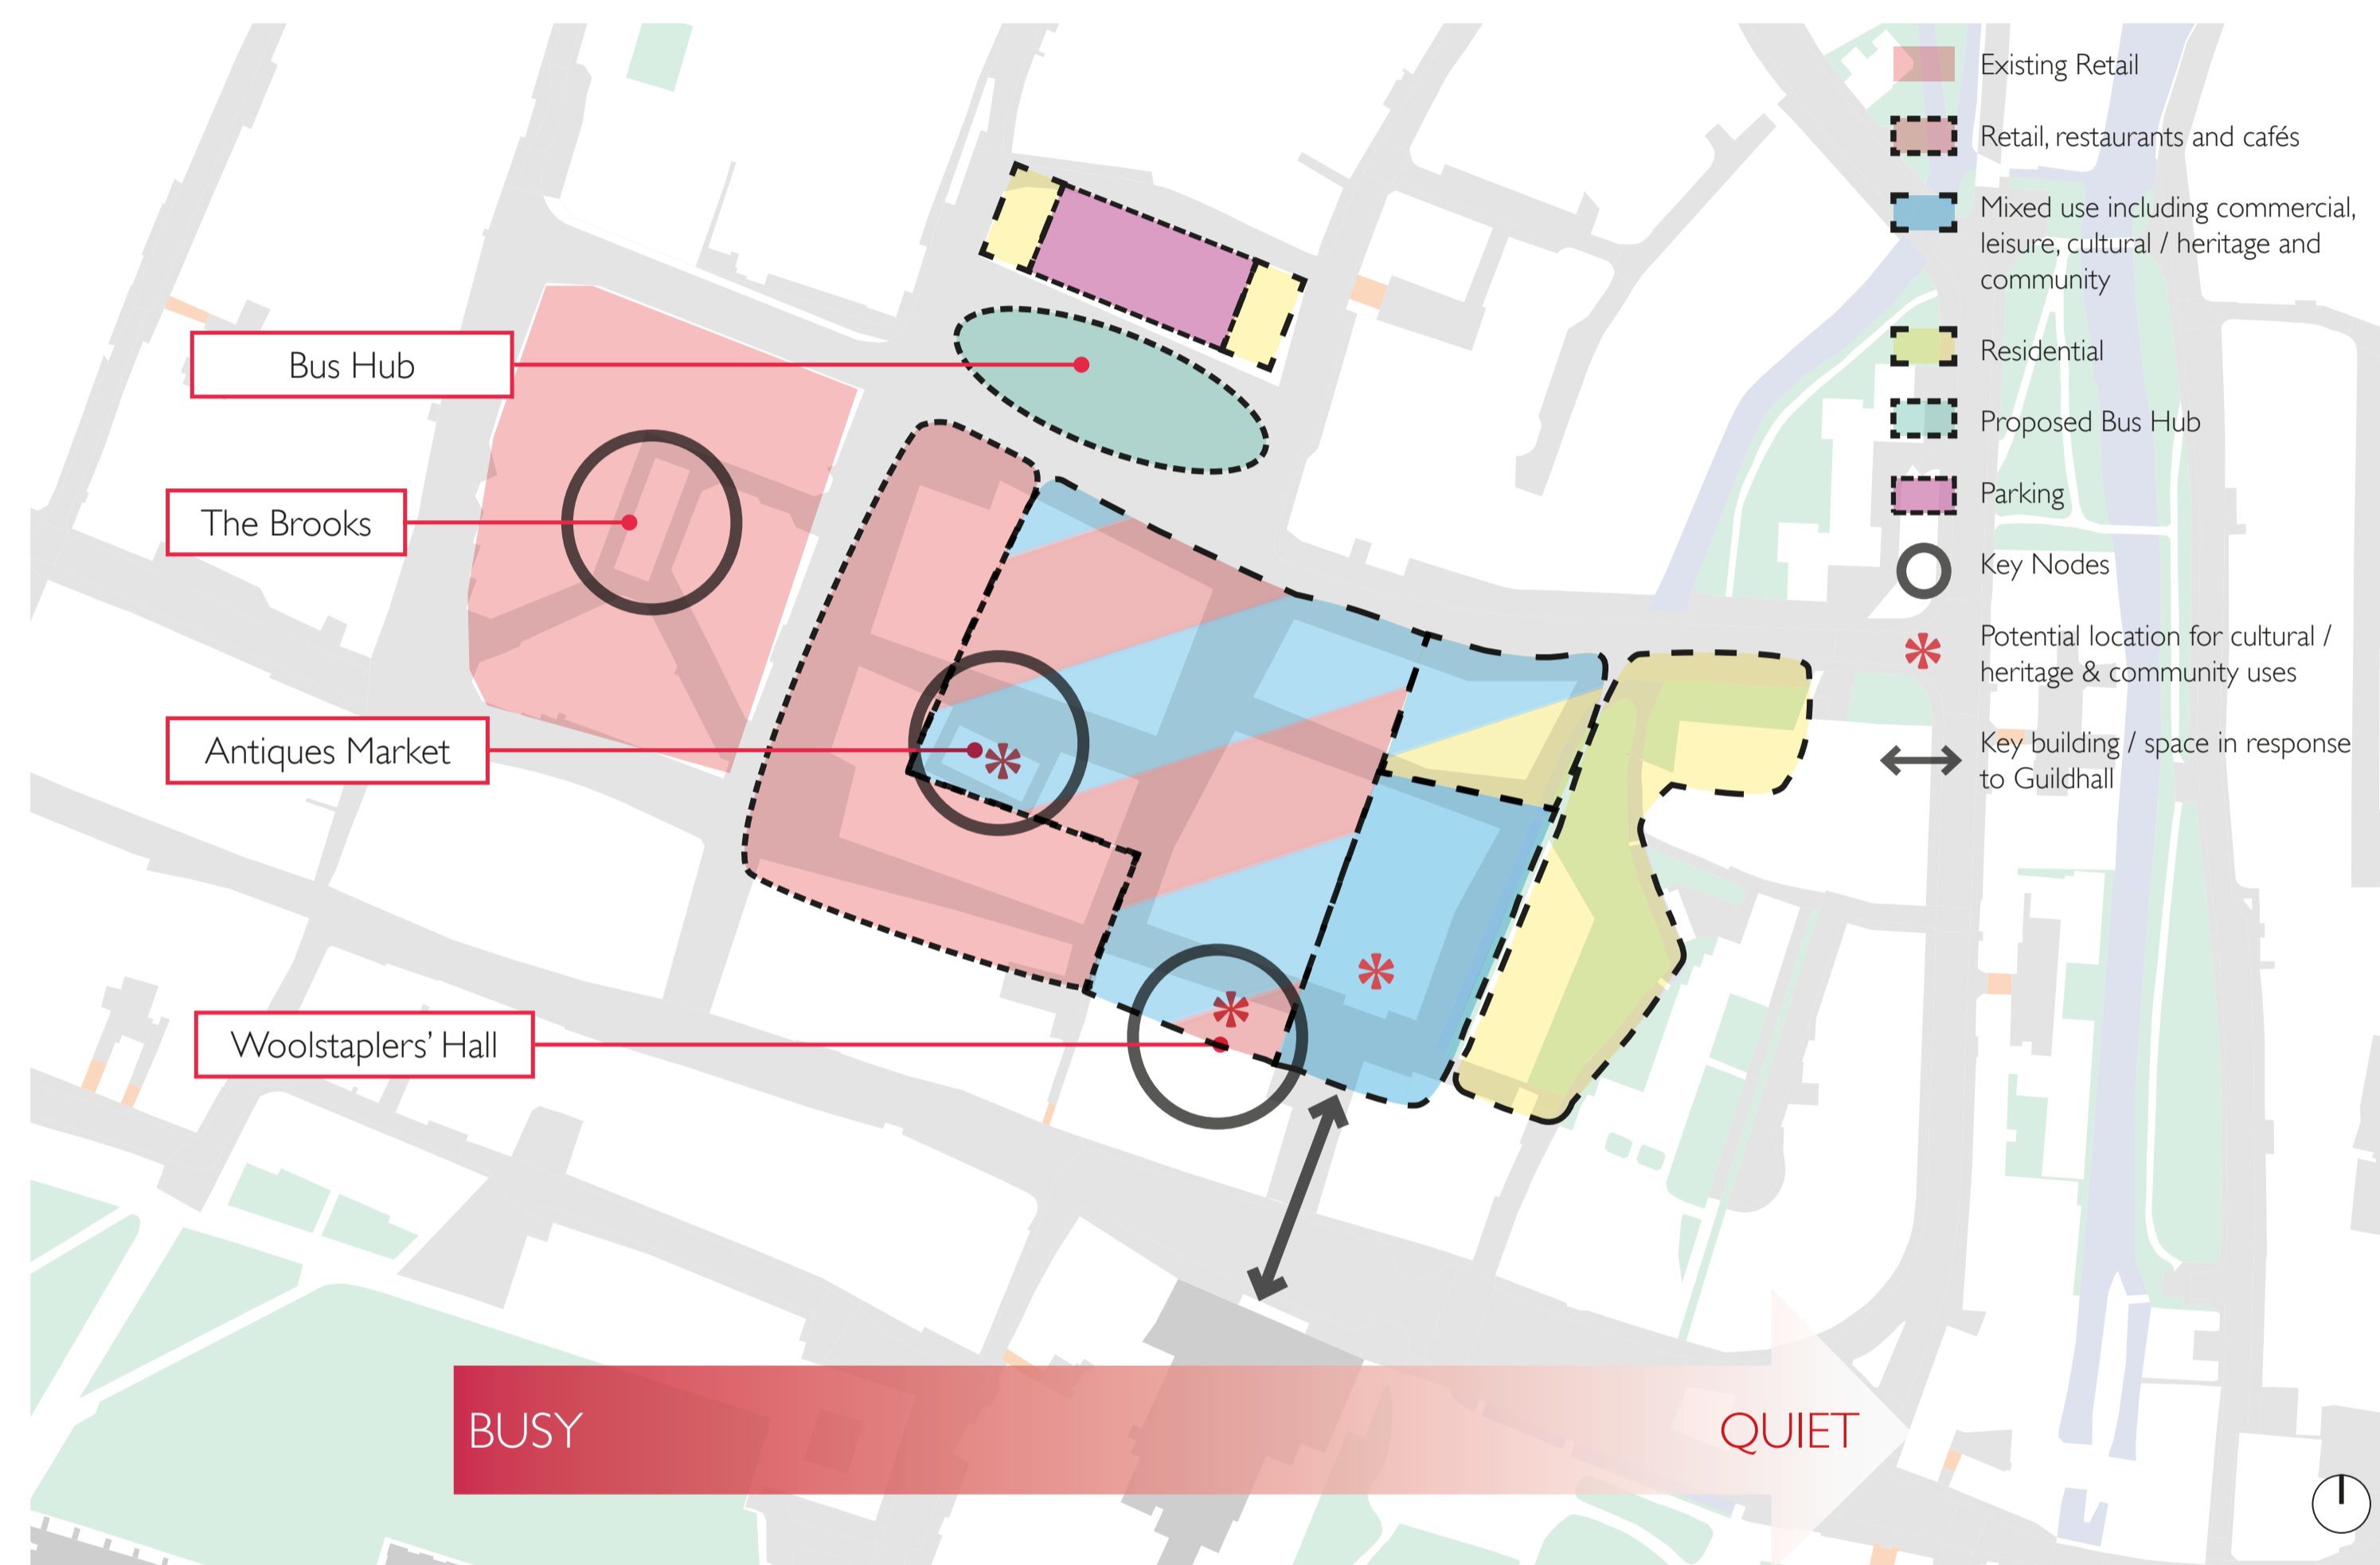 Existing Retail
Retail, restaurants and cafés
Mixed use including commercial,
leisure, cultural / heritage and
community
Residential
Proposed Bus Hub
Parking
Key Nodes
Potential location for cultural /
heritage & community uses
Key building / space in response
to Guildhall
Bus Hub
The Brooks
Antiques Market
Woolstaplers’ Hall
BUSY
QUIET